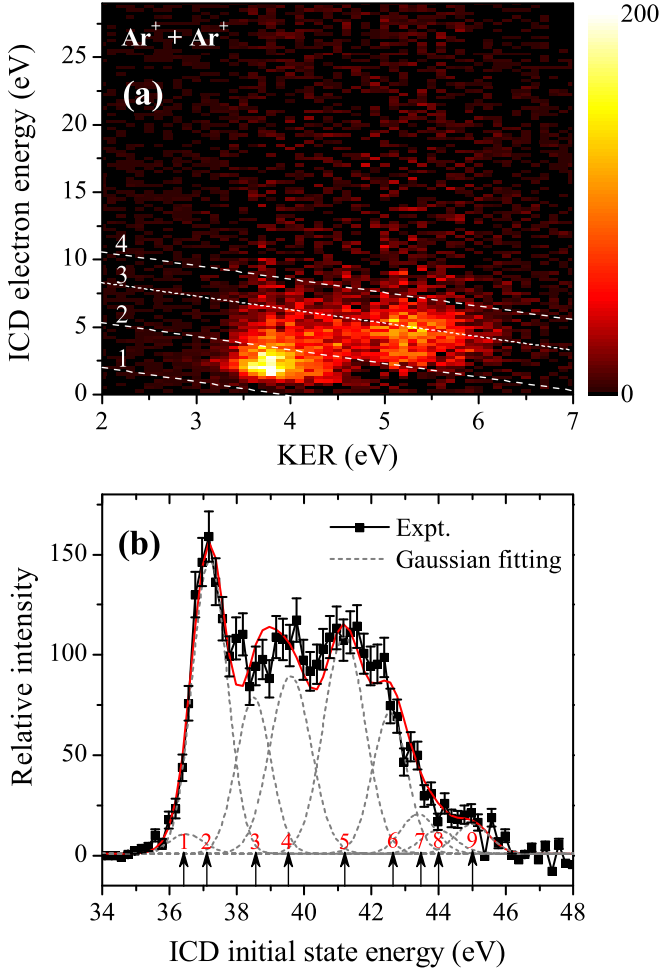 200
Ar⁺ + Ar⁺
25
(a)
20
15
10
4
3
5
2
1
0
0
2 3 4 5 6 7
ICD electron energy (eV)
KER (eV)
(b)
Expt.
Gaussian fitting
150
100
50
0
1 2 3 4 5 6 7 8 9
34 36 38 40 42 44 46 48
Relative intensity
ICD initial state energy (eV)